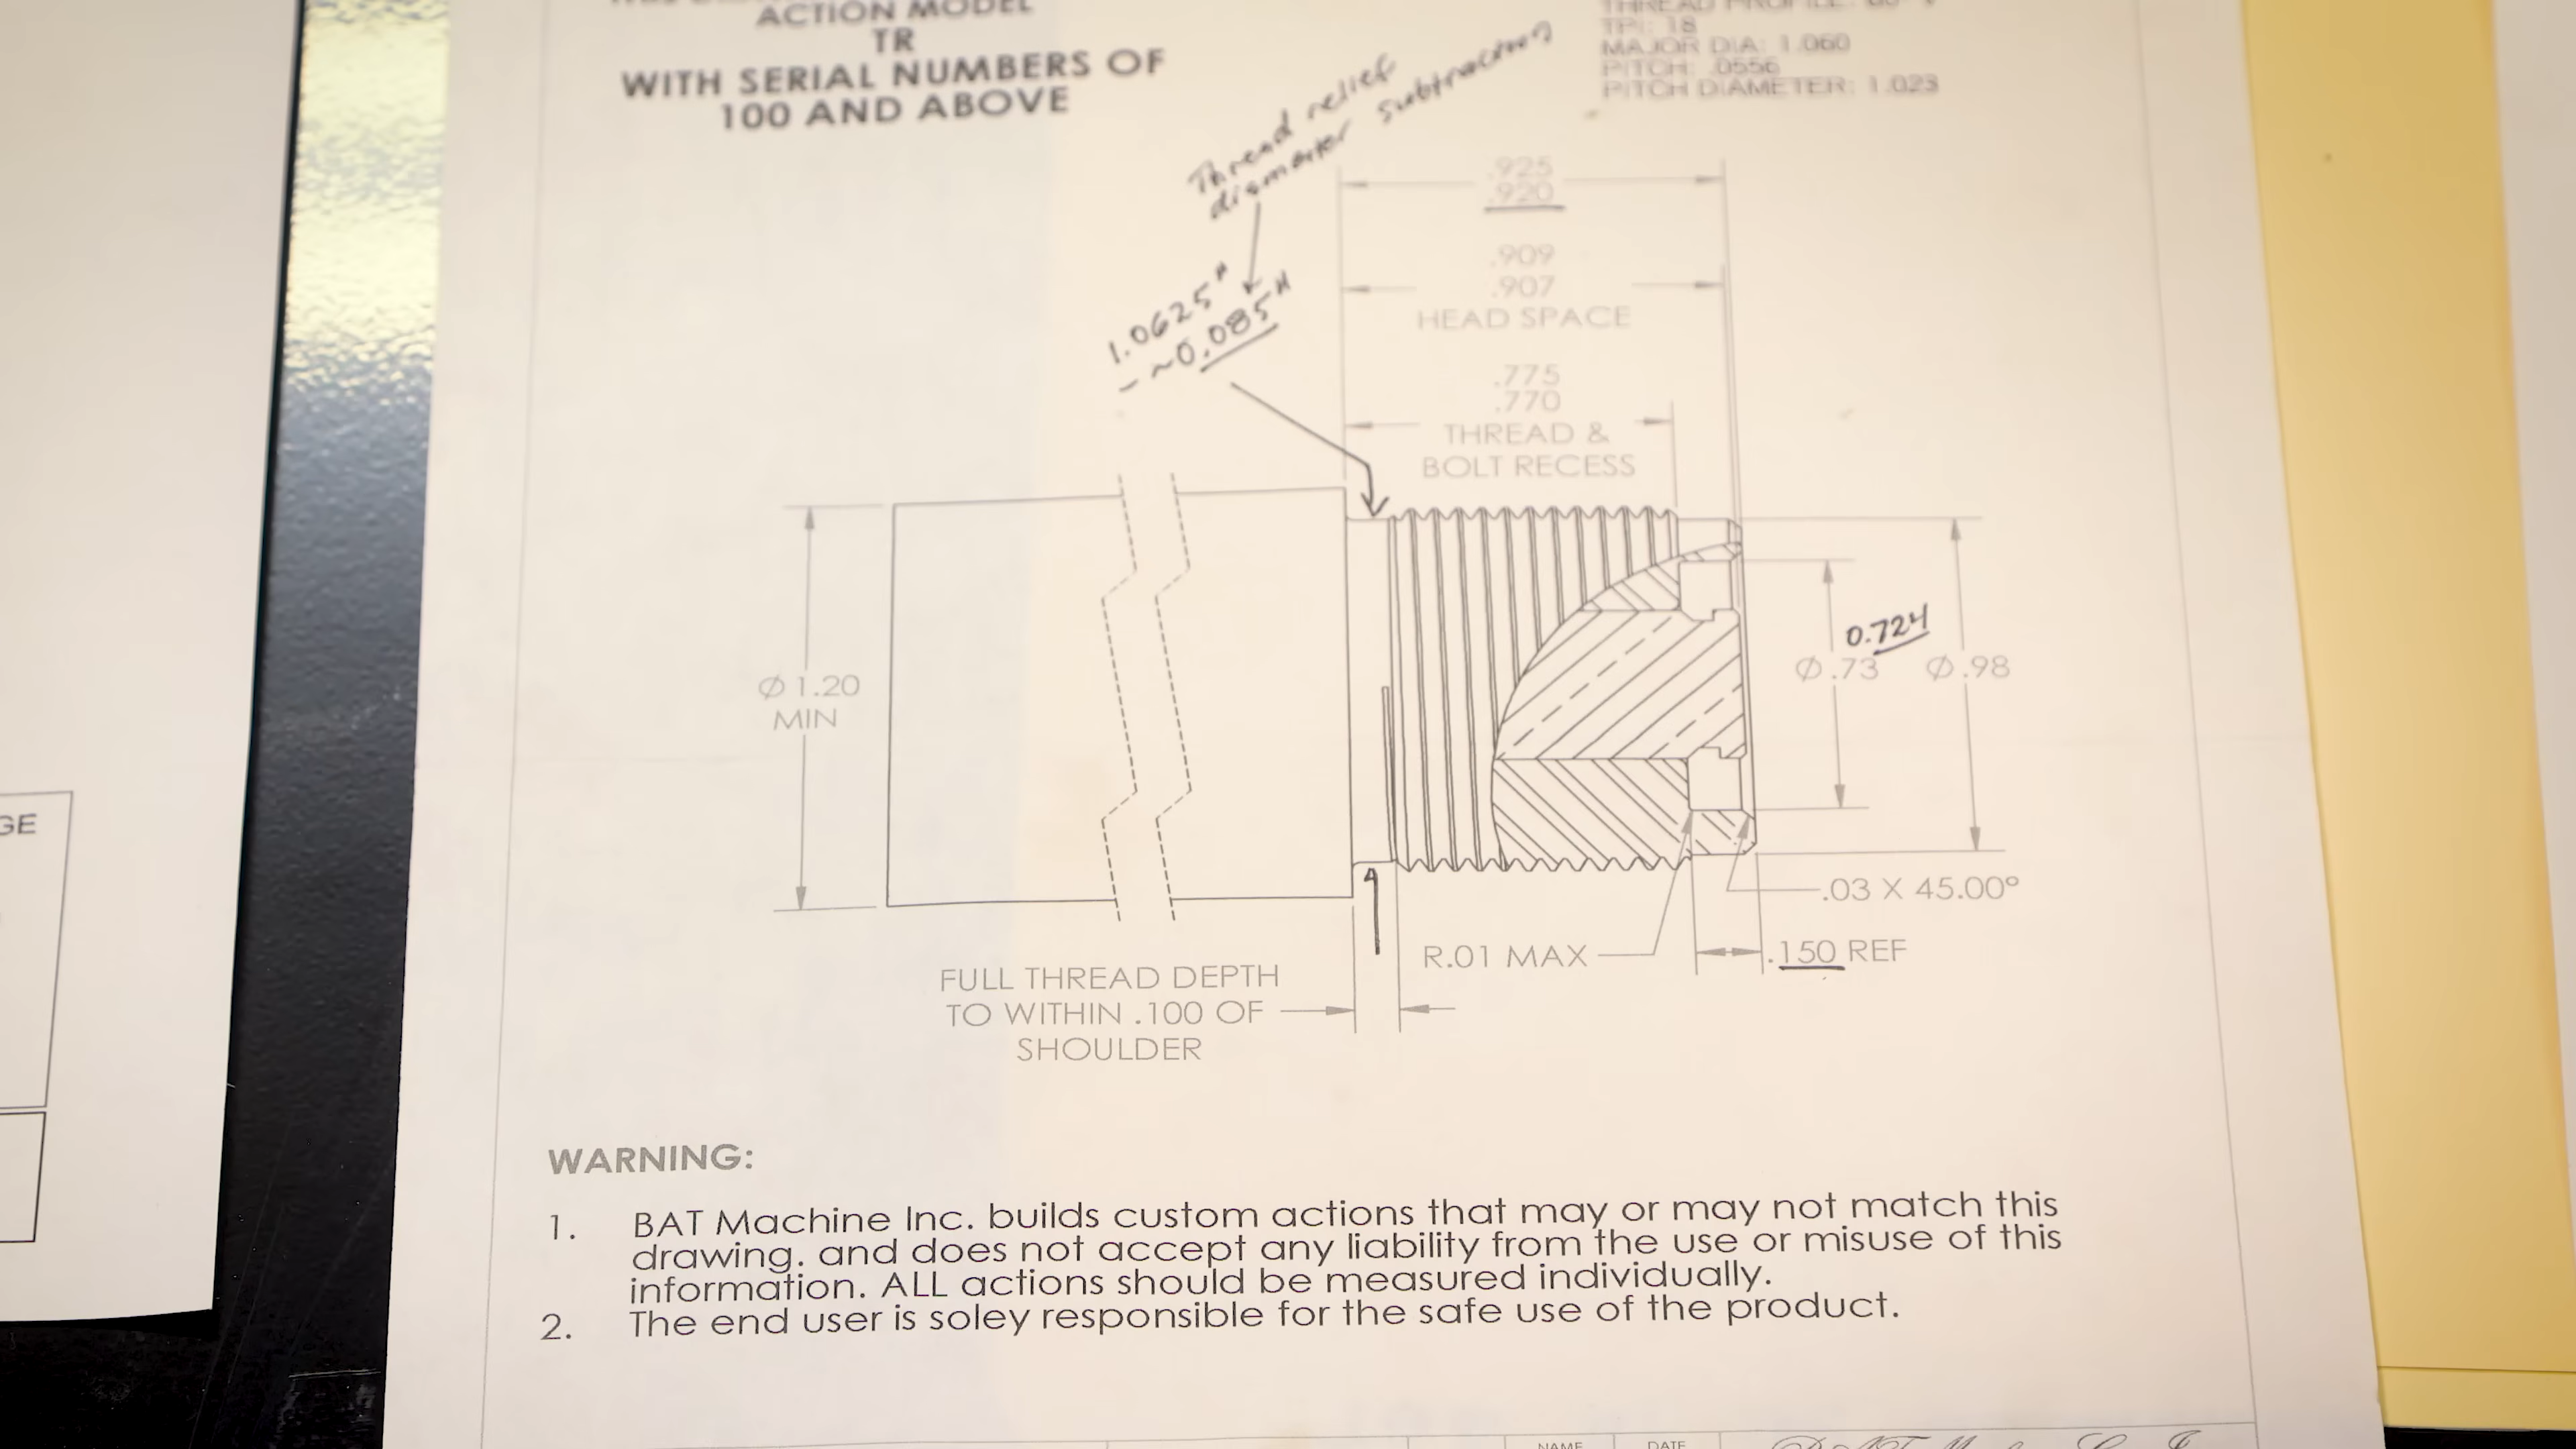 ACTION MODEL
TR
WITH SERIAL NUMBERS OF
100 AND ABOVE
TPI: 18
MAJOR DIA: 1.060
PITCH: .0556
PITCH DIAMETER: 1.023
Thread relief
diameter subtraction
1.0625"
- ~0.085"
.925
.920
.909
.907
HEAD SPACE
.775
.770
THREAD &
BOLT RECESS
Ø 1.20
MIN
0.724
Ø .73
Ø .98
.03 X 45.00°
R.01 MAX
.150 REF
FULL THREAD DEPTH
TO WITHIN .100 OF
SHOULDER
GE
WARNING:
1. BAT Machine Inc. builds custom actions that may or may not match this
drawing. and does not accept any liability from the use or misuse of this
information. ALL actions should be measured individually.
2. The end user is soley responsible for the safe use of the product.
NAME
DATE